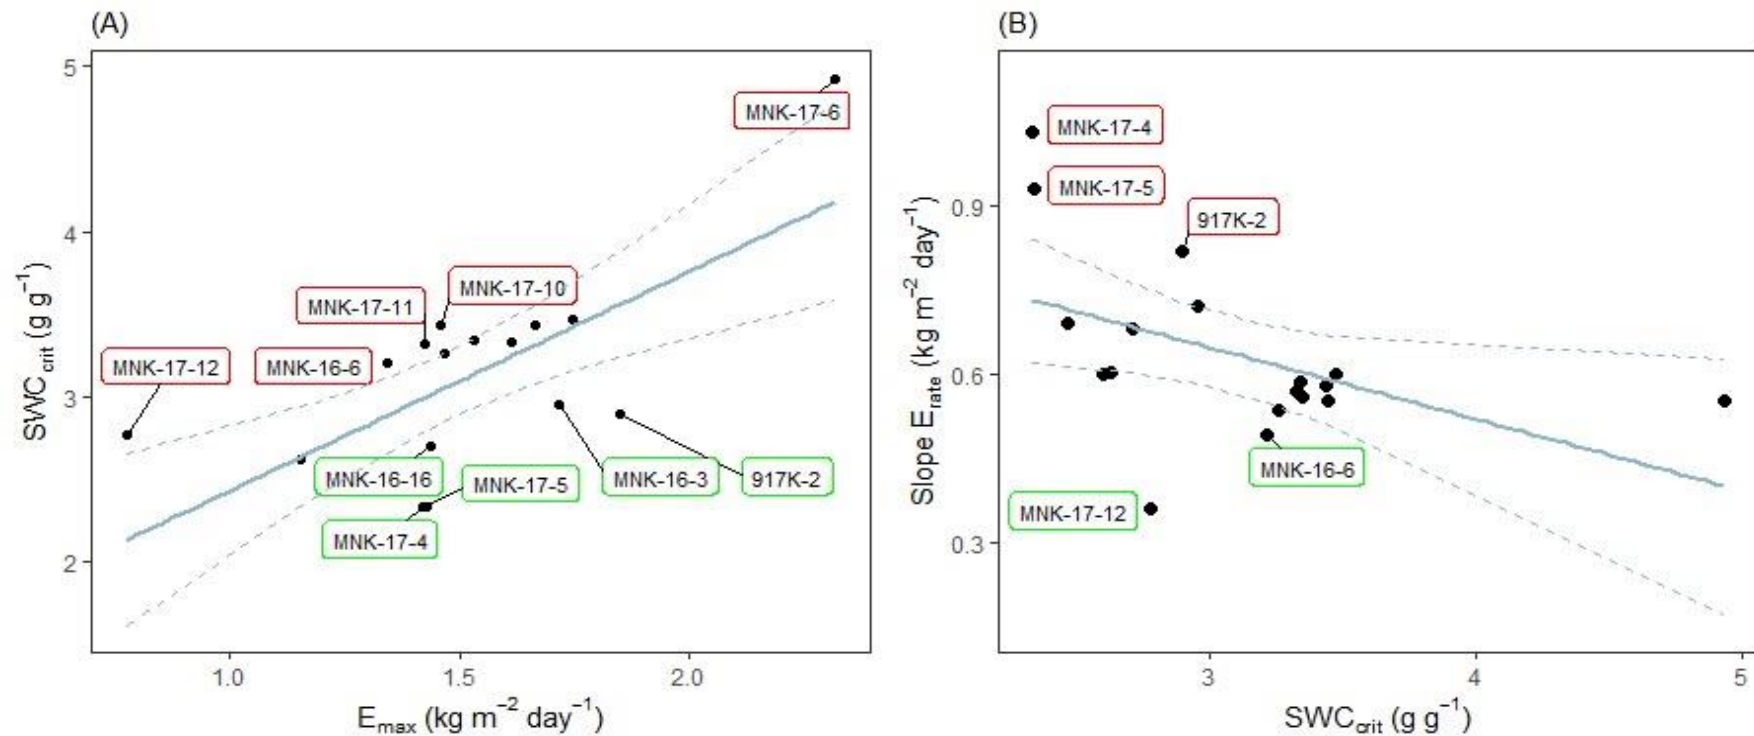 (A)
5
4
3
2
SWCcrit (g g⁻¹)
MNK-17-6
MNK-17-10
MNK-17-11
MNK-17-12
MNK-16-6
MNK-16-16
MNK-17-5
MNK-16-3
917K-2
MNK-17-4
1.0
1.5
2.0
Emax (kg m⁻² day⁻¹)
(B)
0.9
0.6
0.3
Slope Erate (kg m⁻² day⁻¹)
MNK-17-4
MNK-17-5
917K-2
MNK-16-6
MNK-17-12
3
4
5
SWCcrit (g g⁻¹)